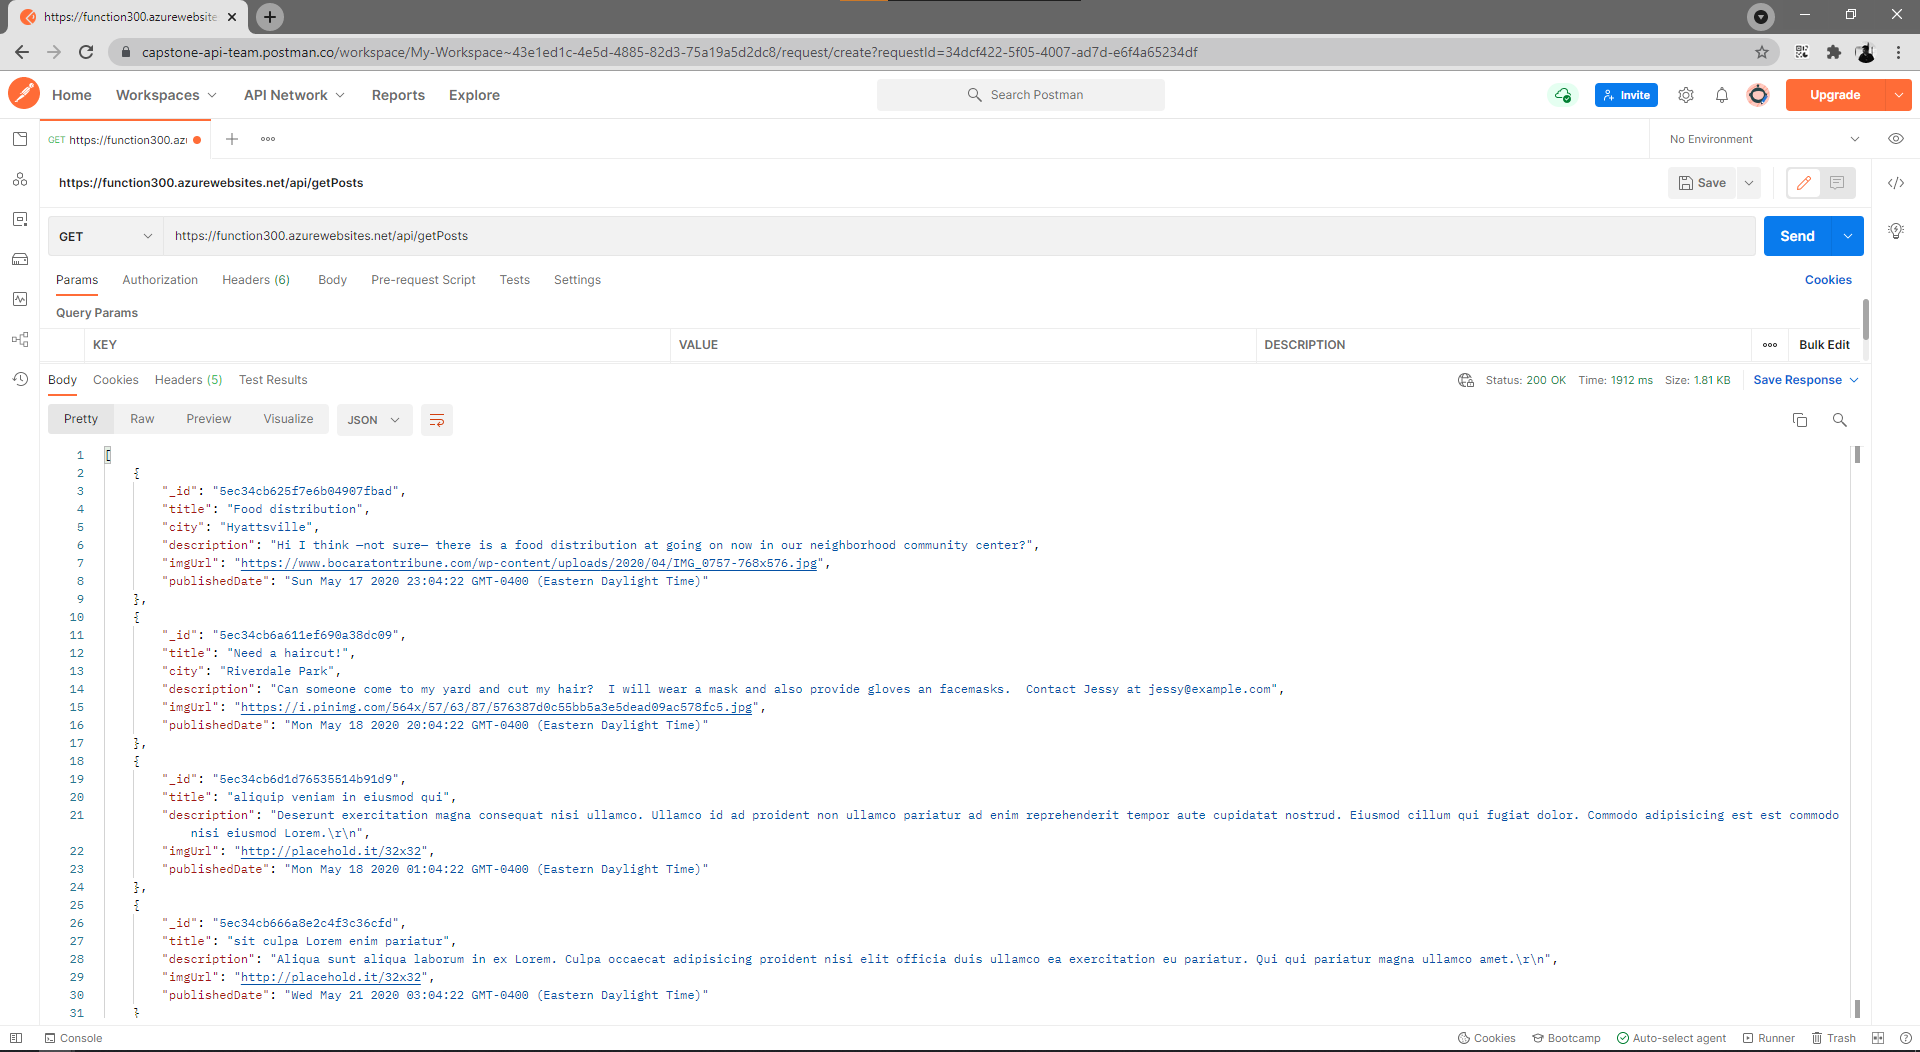 https://function300.azurewebsite
capstone-api-team.postman.co/workspace/My-Workspace~43e1ed1c-4e5d-4885-82d3-75a19a5d2dc8/request/create?requestId=34dcf422-5f05-4007-ad7d-e6f4a65234df
Home Workspaces API Network Reports Explore Search Postman Invite Upgrade
GET https://function300.azu No Environment
https://function300.azurewebsites.net/api/getPosts Save
GET https://function300.azurewebsites.net/api/getPosts Send
Params Authorization Headers (6) Body Pre-request Script Tests Settings Cookies
Query Params
KEY VALUE DESCRIPTION Bulk Edit
Body Cookies Headers (5) Test Results Status: 200 OK Time: 1912 ms Size: 1.81 KB Save Response
Pretty Raw Preview Visualize JSON
1 [
2 {
3 "_id": "5ec34cb625f7e6b04907fbad",
4 "title": "Food distribution",
5 "city": "Hyattsville",
6 "description": "Hi I think —not sure— there is a food distribution at going on now in our neighborhood community center?",
7 "imgUrl": "https://www.bocaratontribune.com/wp-content/uploads/2020/04/IMG_0757-768x576.jpg",
8 "publishedDate": "Sun May 17 2020 23:04:22 GMT-0400 (Eastern Daylight Time)"
9 },
10 {
11 "_id": "5ec34cb6a611ef690a38dc09",
12 "title": "Need a haircut!",
13 "city": "Riverdale Park",
14 "description": "Can someone come to my yard and cut my hair?  I will wear a mask and also provide gloves an facemasks.  Contact Jessy at jessy@example.com",
15 "imgUrl": "https://i.pinimg.com/564x/57/63/87/576387d0c55bb5a3e5dead09ac578fc5.jpg",
16 "publishedDate": "Mon May 18 2020 20:04:22 GMT-0400 (Eastern Daylight Time)"
17 },
18 {
19 "_id": "5ec34cb6d1d76535514b91d9",
20 "title": "aliquip veniam in eiusmod qui",
21 "description": "Deserunt exercitation magna consequat nisi ullamco. Ullamco id ad proident non ullamco pariatur ad enim reprehenderit tempor aute cupidatat nostrud. Eiusmod cillum qui fugiat dolor. Commodo adipisicing est est commodo
nisi eiusmod Lorem.\r\n",
22 "imgUrl": "http://placehold.it/32x32",
23 "publishedDate": "Mon May 18 2020 01:04:22 GMT-0400 (Eastern Daylight Time)"
24 },
25 {
26 "_id": "5ec34cb666a8e2c4f3c36cfd",
27 "title": "sit culpa Lorem enim pariatur",
28 "description": "Aliqua sunt aliqua laborum in ex Lorem. Culpa occaecat adipisicing proident nisi elit officia duis ullamco ea exercitation eu pariatur. Qui qui pariatur magna ullamco amet.\r\n",
29 "imgUrl": "http://placehold.it/32x32",
30 "publishedDate": "Wed May 21 2020 03:04:22 GMT-0400 (Eastern Daylight Time)"
31 }
Console Cookies Bootcamp Auto-select agent Runner Trash